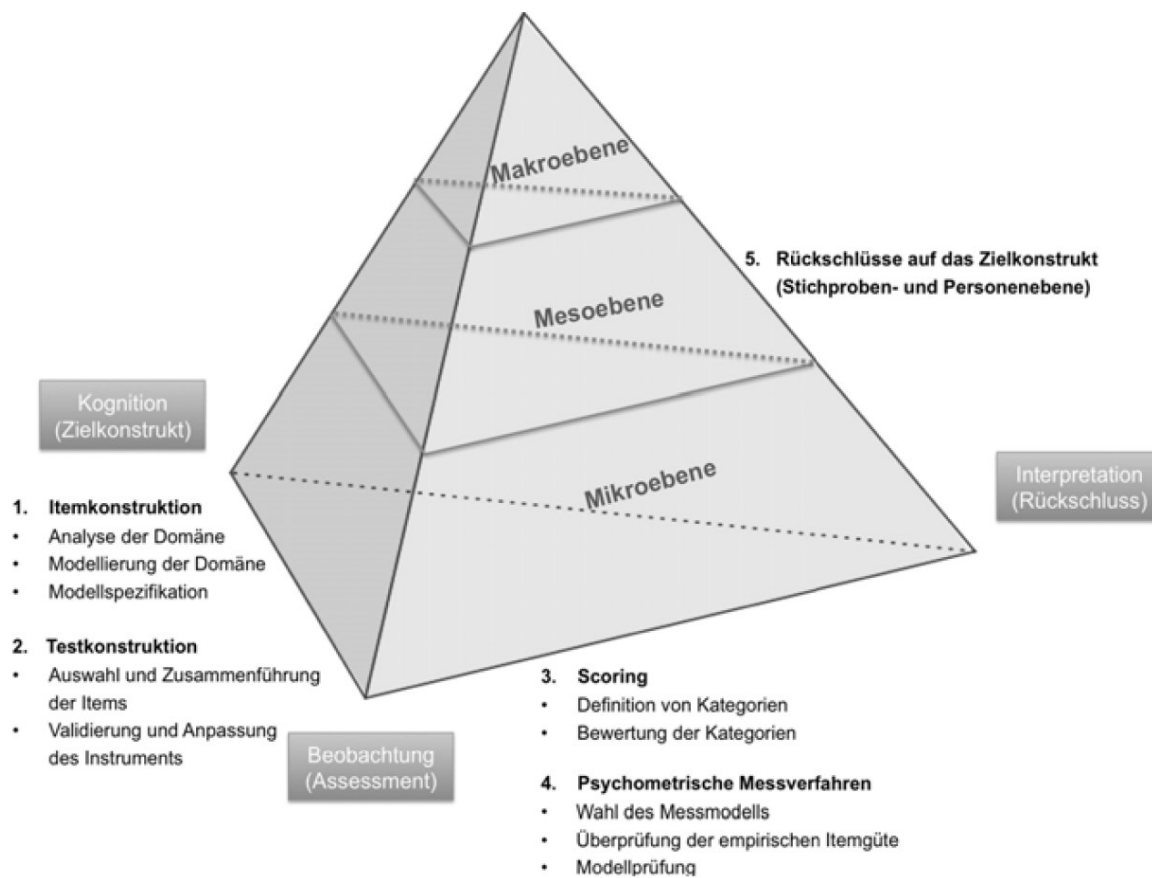 Makroebene
5. Rückschlüsse auf das Zielkonstrukt
(Stichproben- und Personenebene)
Mesoebene
Kognition
(Zielkonstrukt)
Mikroebene
Interpretation
(Rückschluss)
1. Itemkonstruktion
• Analyse der Domäne
• Modellierung der Domäne
• Modellspezifikation
2. Testkonstruktion
• Auswahl und Zusammenführung
der Items
• Validierung und Anpassung
des Instruments
Beobachtung
(Assessment)
3. Scoring
• Definition von Kategorien
• Bewertung der Kategorien
4. Psychometrische Messverfahren
• Wahl des Messmodells
• Überprüfung der empirischen Itemgüte
• Modellprüfung